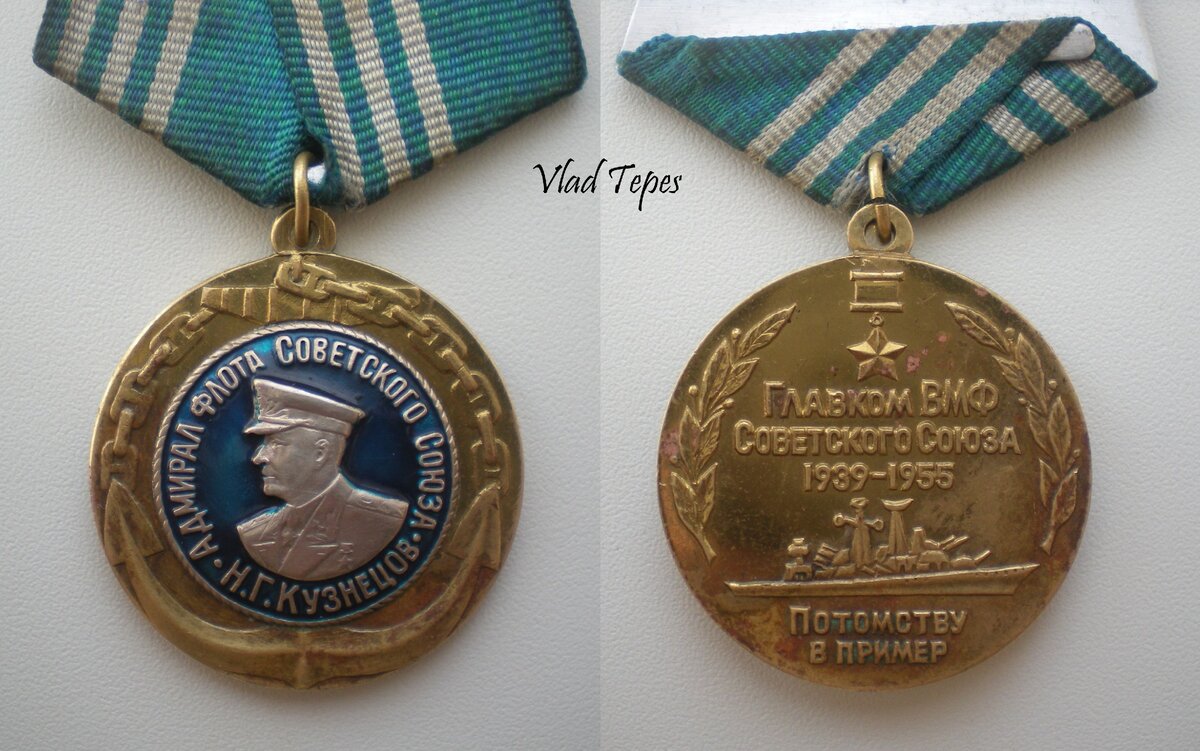 Адмирал Флота Советского Союза
Н.Г.Кузнецов
Vlad Tepes
Главком ВМФ
Советского Союза
1939-1955
Потомству
в пример